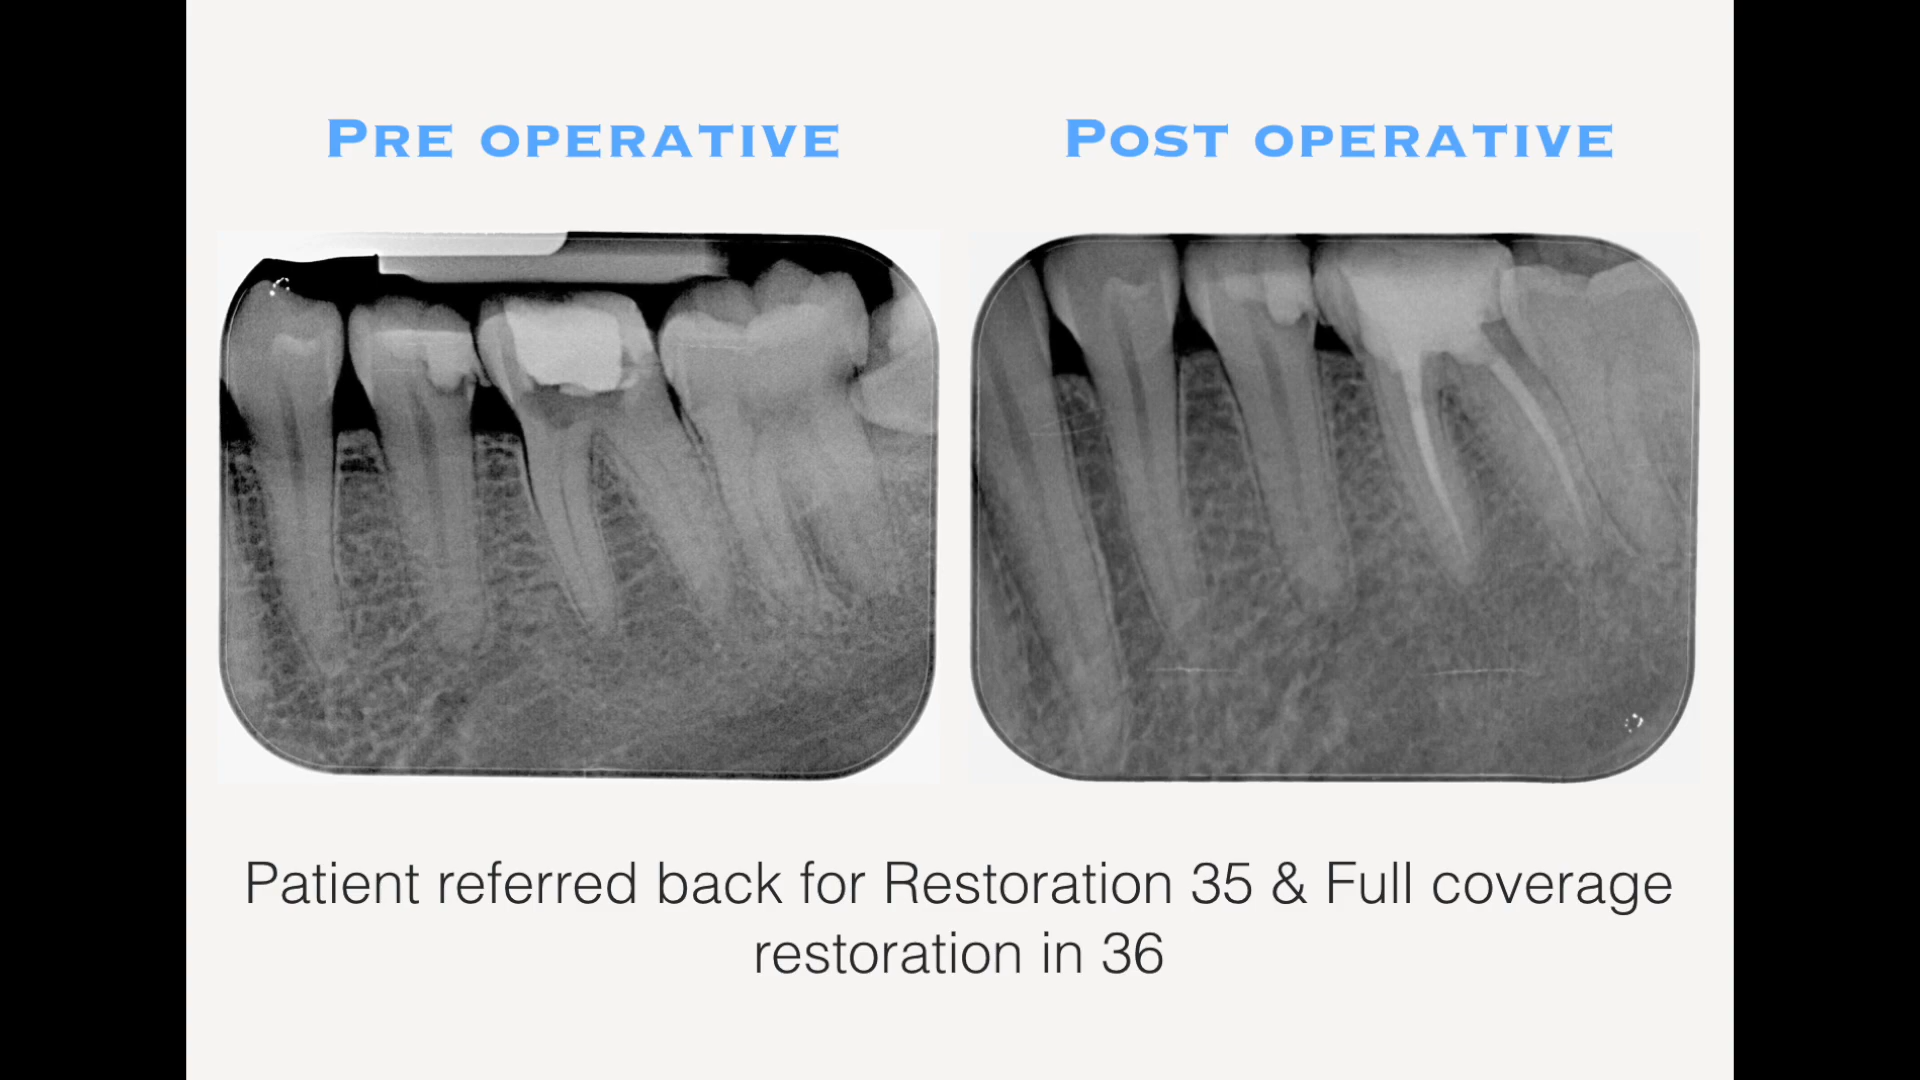 Pre operative
Post operative
Patient referred back for Restoration 35 & Full coverage
restoration in 36